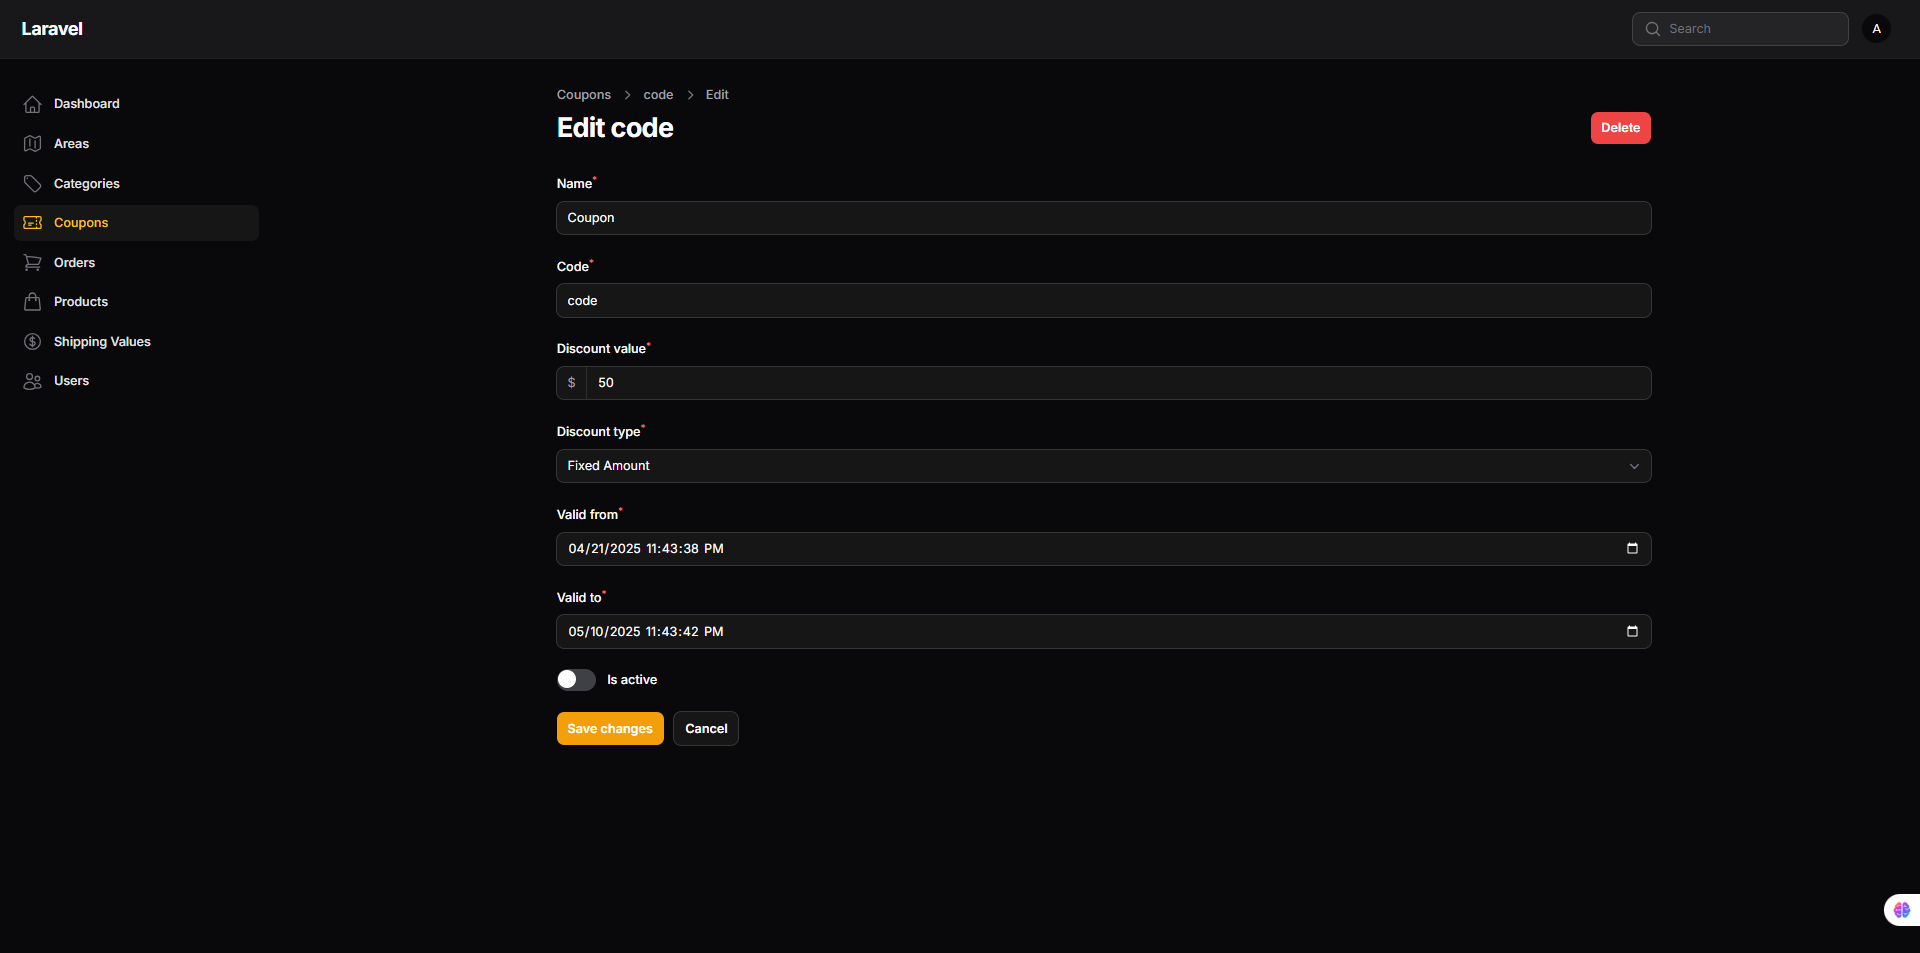 Laravel
Search
A
Dashboard
Areas
Categories
Coupons
Orders
Products
Shipping Values
Users
Coupons > code > Edit
Edit code
Delete
Name*
Coupon
Code*
code
Discount value*
$ 50
Discount type*
Fixed Amount
Valid from*
04/21/2025 11:43:38 PM
Valid to*
05/10/2025 11:43:42 PM
Is active
Save changes
Cancel